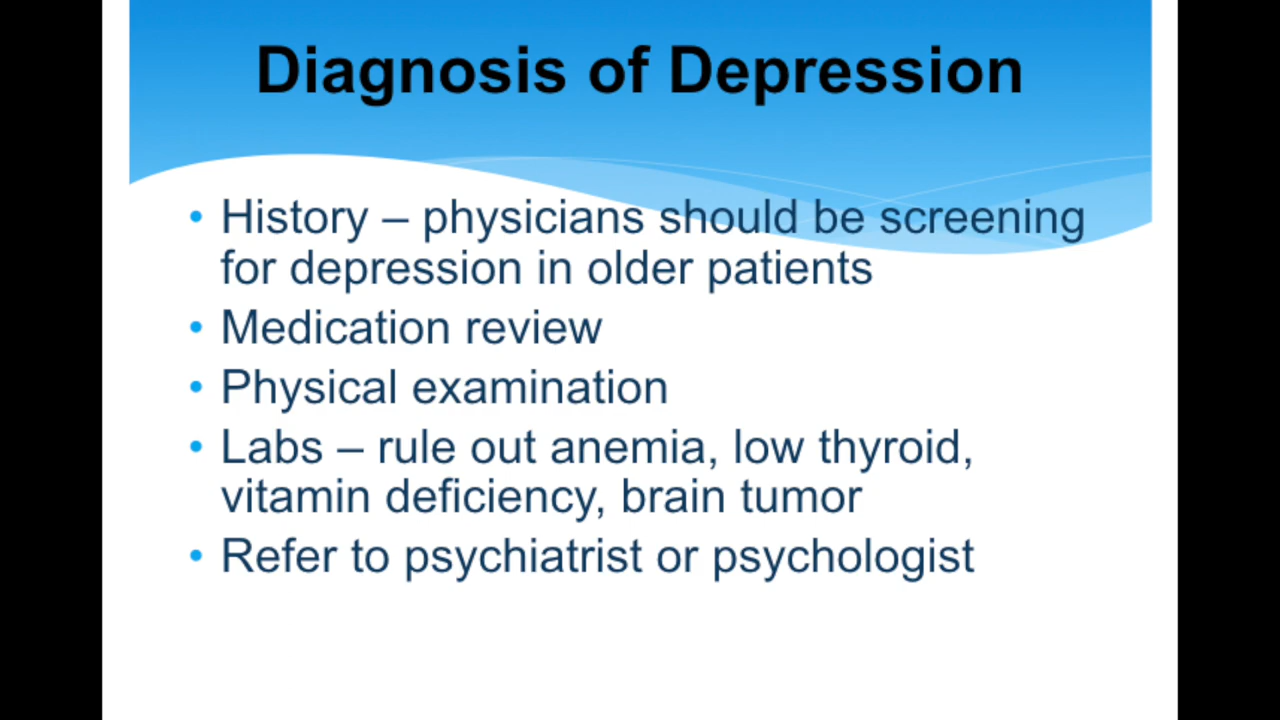 Diagnosis of Depression
• History – physicians should be screening
for depression in older patients
• Medication review
• Physical examination
• Labs – rule out anemia, low thyroid,
vitamin deficiency, brain tumor
• Refer to psychiatrist or psychologist